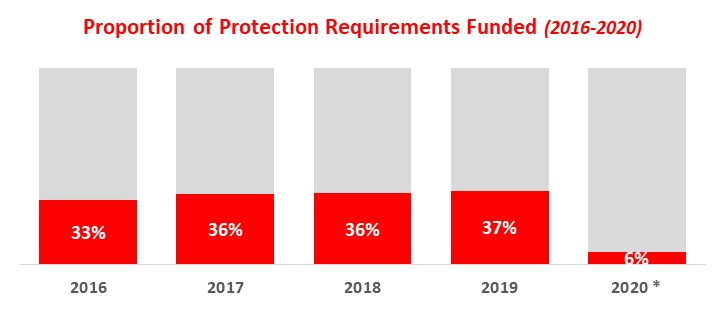 Proportion of Protection Requirements Funded (2016-2020)
33% 36% 36% 37% 6%
2016 2017 2018 2019 2020 *